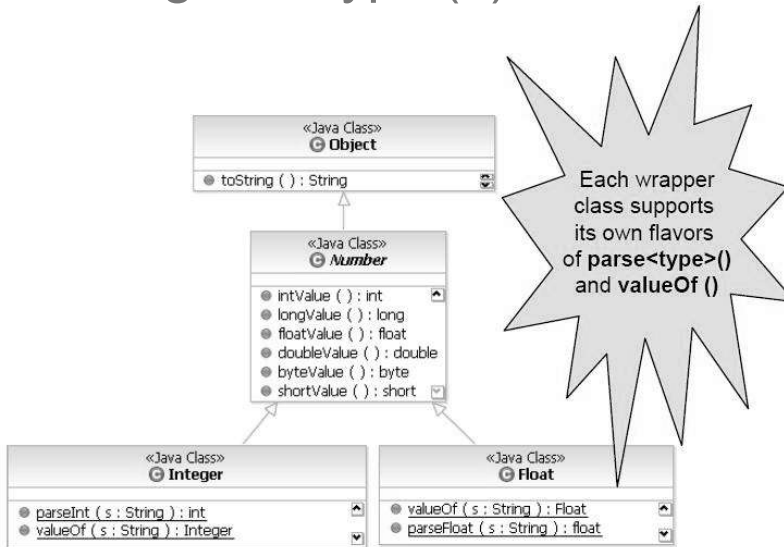 «Java Class»
Object
toString ( ) : String
Each wrapper
class supports
its own flavors
of parse<type>()
and valueOf ()
«Java Class»
Number
intValue ( ) : int
longValue ( ) : long
floatValue ( ) : float
doubleValue ( ) : double
byteValue ( ) : byte
shortValue ( ) : short
«Java Class»
Integer
parseInt ( s : String ) : int
valueOf ( s : String ) : Integer
«Java Class»
Float
valueOf ( s : String ) : Float
parseFloat ( s : String ) : float